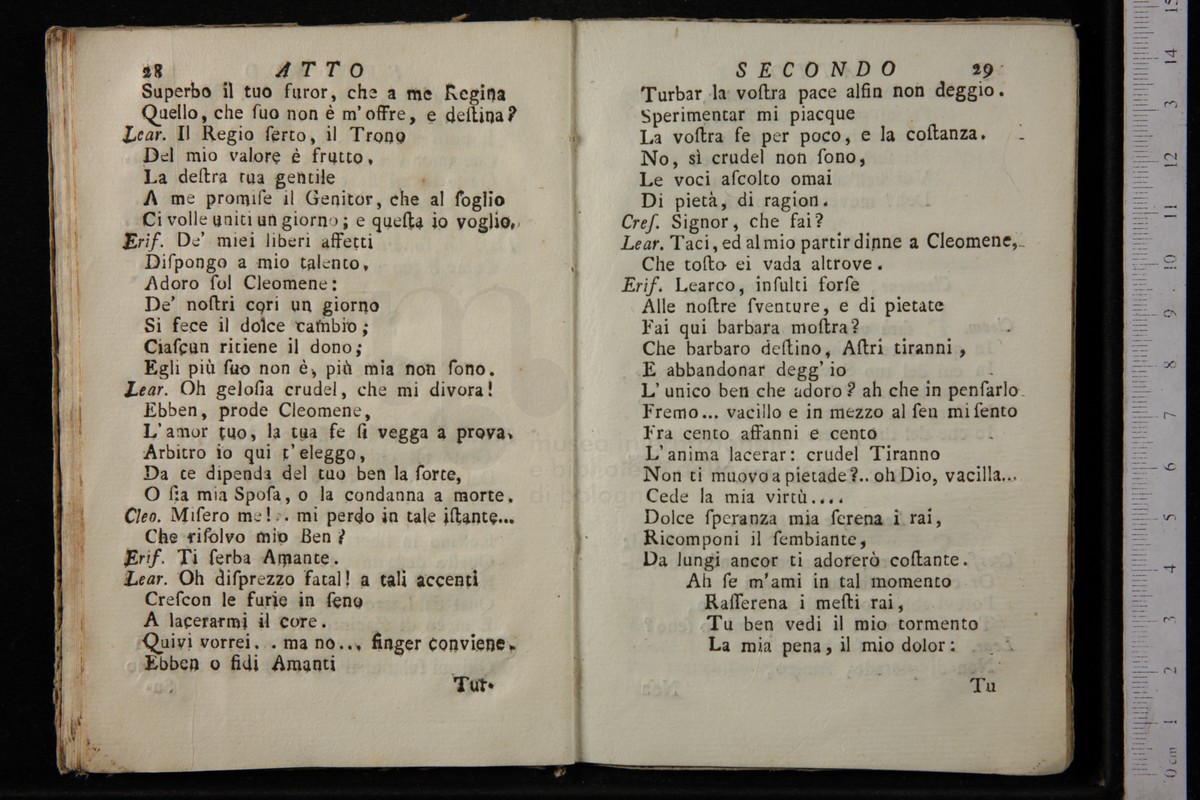 28 ATTO
Superbo il tuo furor, che a me Regina
Quello, che ſuo non è m'offre, e deſtina?
Lear. Il Regio ſerto, il Trono
Del mio valore è frutto,
La deſtra tua gentile
A me promiſe il Genitor, che al ſoglio
Ci volle uniti un giorno; e queſta io voglio.
Erif. De' miei liberi affetti
Diſpongo a mio talento,
Adoro ſol Cleomene:
De' noſtri cori un giorno
Si fece il dolce cambio;
Ciaſcun ritiene il dono;
Egli più ſuo non è, più mia non ſono.
Lear. Oh geloſia crudel, che mi divora!
Ebben, prode Cleomene,
L'amor tuo, la tua fe ſi vegga a prova,
Arbitro io qui t'eleggo,
Da te dipenda del tuo ben la ſorte,
O ſia mia Spoſa, o la condanna a morte.
Cleo. Miſero me!.. mi perdo in tale iſtante...
Che riſolvo mio Ben?
Erif. Ti ſerba Amante.
Lear. Oh diſprezzo fatal! a tali accenti
Creſcon le furie in ſeno
A lacerarmi il core.
Quivi vorrei. . ma no... finger conviene.
Ebben o fidi Amanti
Tur-
SECONDO 29
Turbar la voſtra pace alfin non deggio.
Sperimentar mi piacque
La voſtra fe per poco, e la coſtanza.
No, sì crudel non ſono,
Le voci aſcolto omai
Di pietà, di ragion.
Creſ. Signor, che fai?
Lear. Taci, ed al mio partir dinne a Cleomene,
Che toſto ei vada altrove.
Erif. Learco, inſulti forſe
Alle noſtre ſventure, e di pietate
Fai qui barbara moſtra?
Che barbaro deſtino, Aſtri tiranni,
E abbandonar degg'io
L'unico ben che adoro? ah che in penſarlo
Fremo... vacillo e in mezzo al ſen mi ſento
Fra cento affanni e cento
L'anima lacerar: crudel Tiranno
Non ti muovo a pietade?.. oh Dio, vacilla...
Cede la mia virtù....
Dolce ſperanza mia ſerena i rai,
Ricomponi il ſembiante,
Da lungi ancor ti adorerò coſtante.
Ah ſe m'ami in tal momento
Raſſerena i meſti rai,
Tu ben vedi il mio tormento
La mia pena, il mio dolor:
Tu